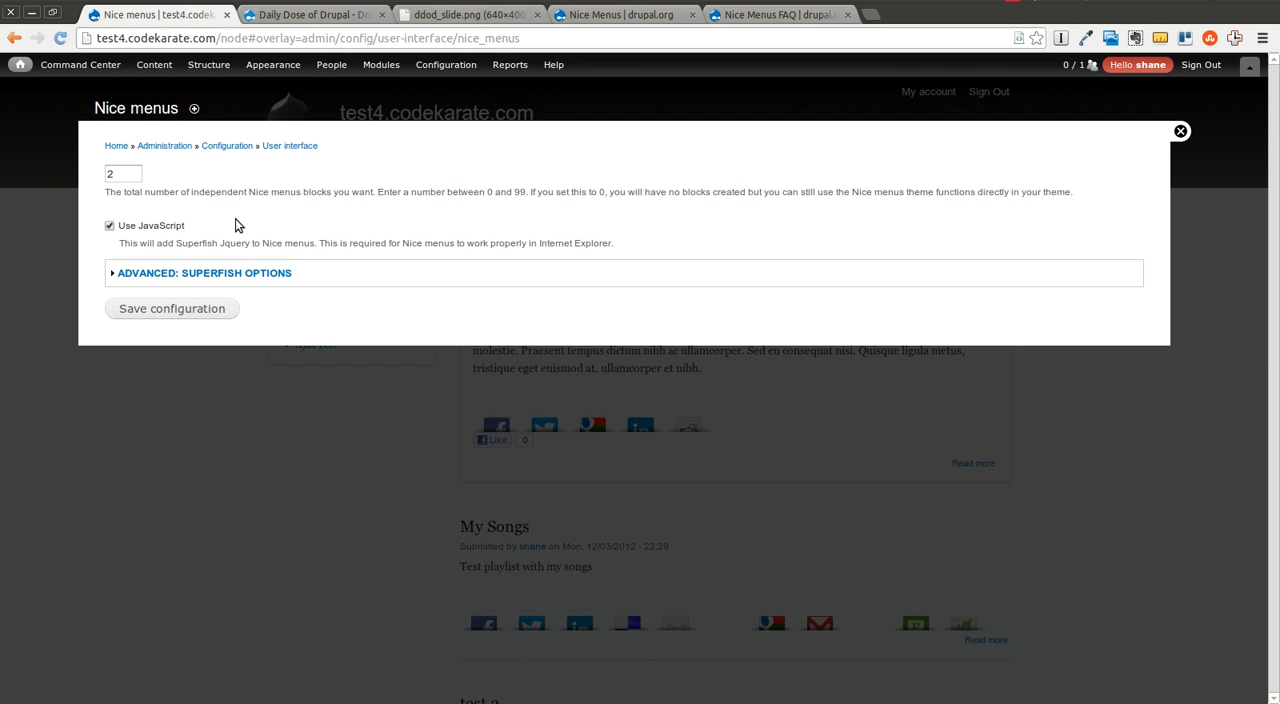 Nice menus | test4.codek
Daily Dose of Drupal - Dr
ddod_slide.png (640×400
Nice Menus | drupal.org
Nice Menus FAQ | drupal.c
test4.codekarate.com/node#overlay=admin/config/user-interface/nice_menus
Command Center Content Structure Appearance People Modules Configuration Reports Help 0 / 1 Hello shane Sign Out
My account Sign Out
Nice menus
test4.codekarate.com
Home » Administration » Configuration » User interface
2
The total number of independent Nice menus blocks you want. Enter a number between 0 and 99. If you set this to 0, you will have no blocks created but you can still use the Nice menus theme functions directly in your theme.
Use JavaScript
This will add Superfish Jquery to Nice menus. This is required for Nice menus to work properly in Internet Explorer.
ADVANCED: SUPERFISH OPTIONS
Save configuration
molestie. Praesent tempus dictum nibh ac ullamcorper. Sed eu consequat nisi. Quisque ligula metus,
tristique eget euismod at, ullamcorper et nibh.
Like 0
Read more
My Songs
Submitted by shane on Mon, 12/03/2012 - 22:29
Test playlist with my songs
Read more
test 2